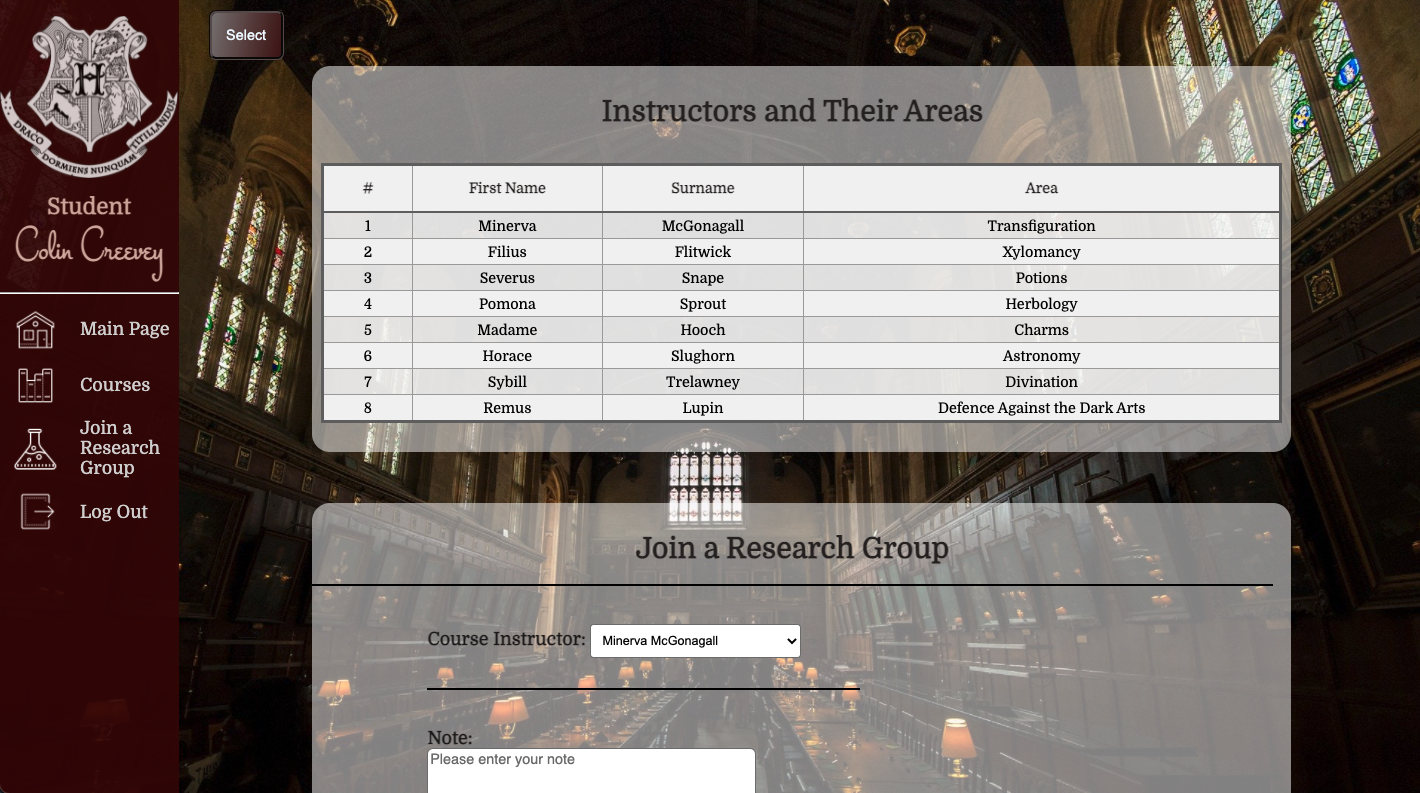 Select
H
DRACO DORMIENS NUNQUAM TITILLANDUS
Student
Colin Creevey
Main Page
Courses
Join a
Research
Group
Log Out
Instructors and Their Areas
# First Name Surname Area
1 Minerva McGonagall Transfiguration
2 Filius Flitwick Xylomancy
3 Severus Snape Potions
4 Pomona Sprout Herbology
5 Madame Hooch Charms
6 Horace Slughorn Astronomy
7 Sybill Trelawney Divination
8 Remus Lupin Defence Against the Dark Arts
Join a Research Group
Course Instructor: Minerva McGonagall
Note:
Please enter your note